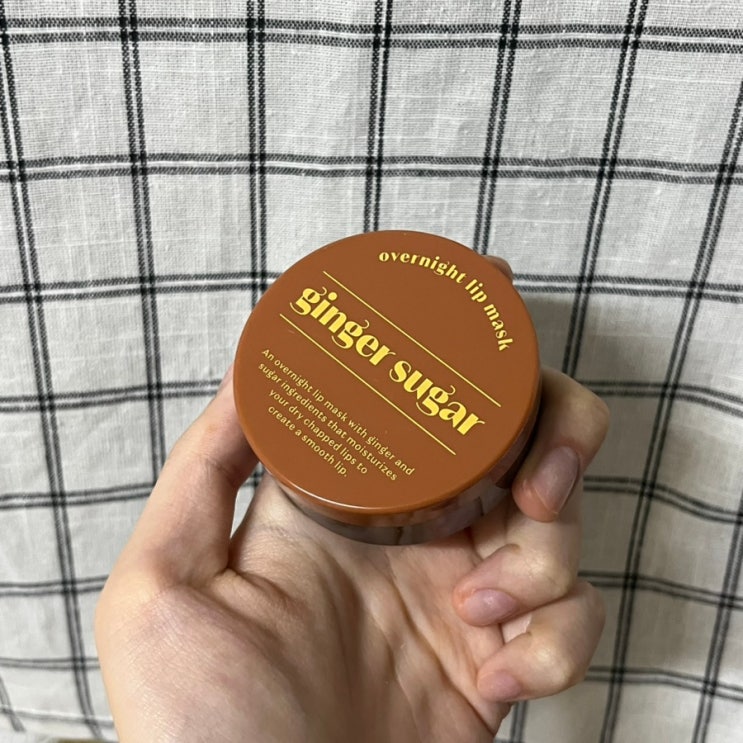 overnight lip mask
ginger sugar
An overnight lip mask with ginger and
sugar ingredients that moisturizes
your dry chapped lips to
create a smooth lip.